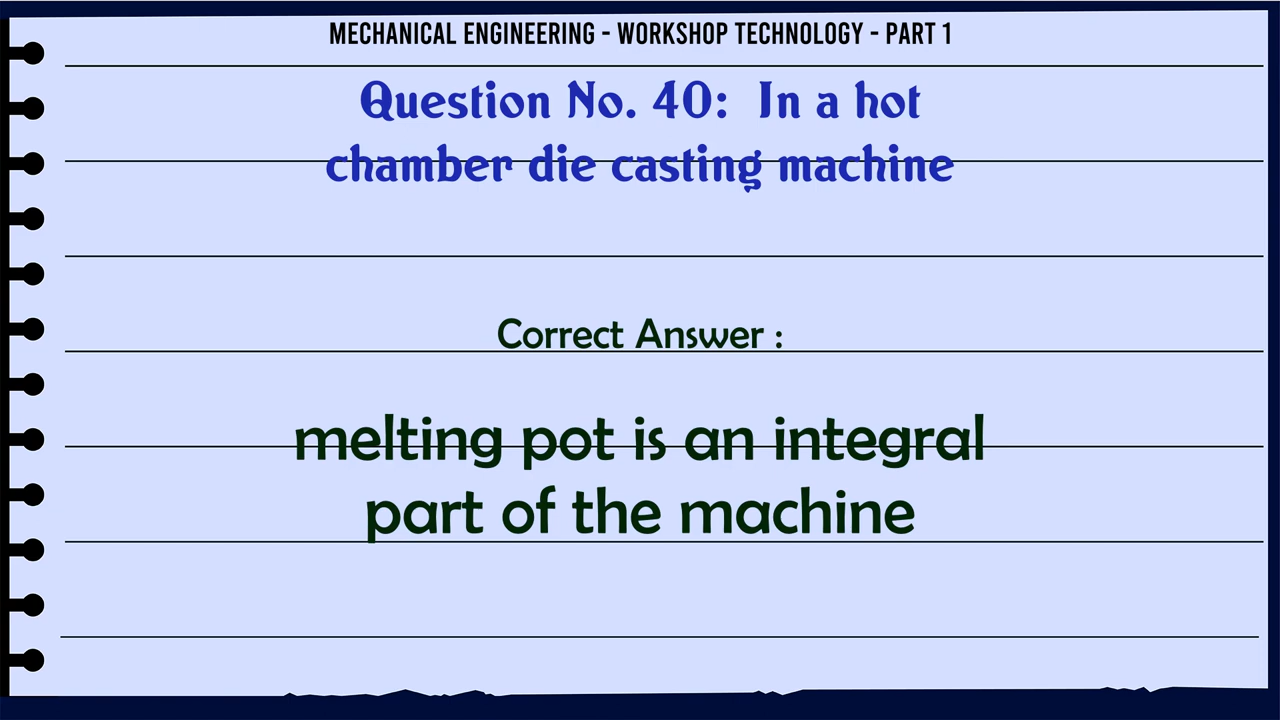 MECHANICAL ENGINEERING - WORKSHOP TECHNOLOGY - PART 1
Question No. 40: In a hot
chamber die casting machine
Correct Answer :
melting pot is an integral
part of the machine